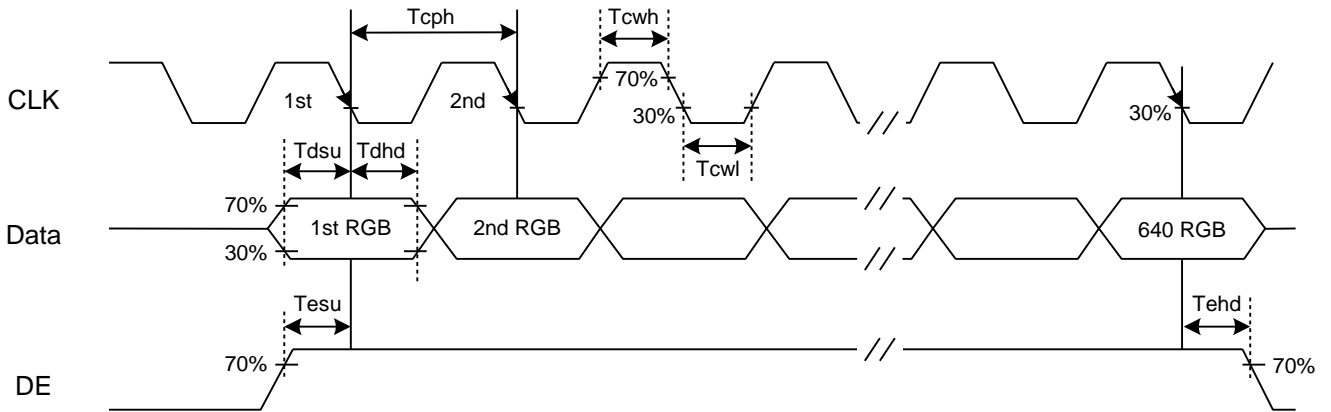 Tcph
Tcwh
CLK
1st
2nd
70%
30%
30%
Tcwl
Tdsu
Tdhd
Data
70%
30%
1st RGB
2nd RGB
640 RGB
Tesu
Tehd
DE
70%
70%